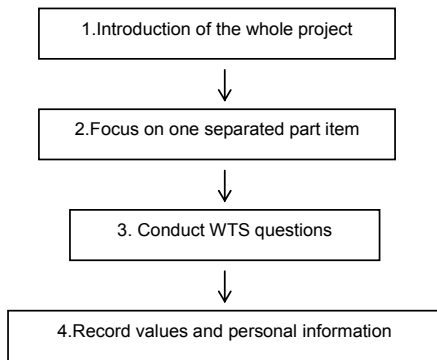 1.Introduction of the whole project
2.Focus on one separated part item
3. Conduct WTS questions
4.Record values and personal information